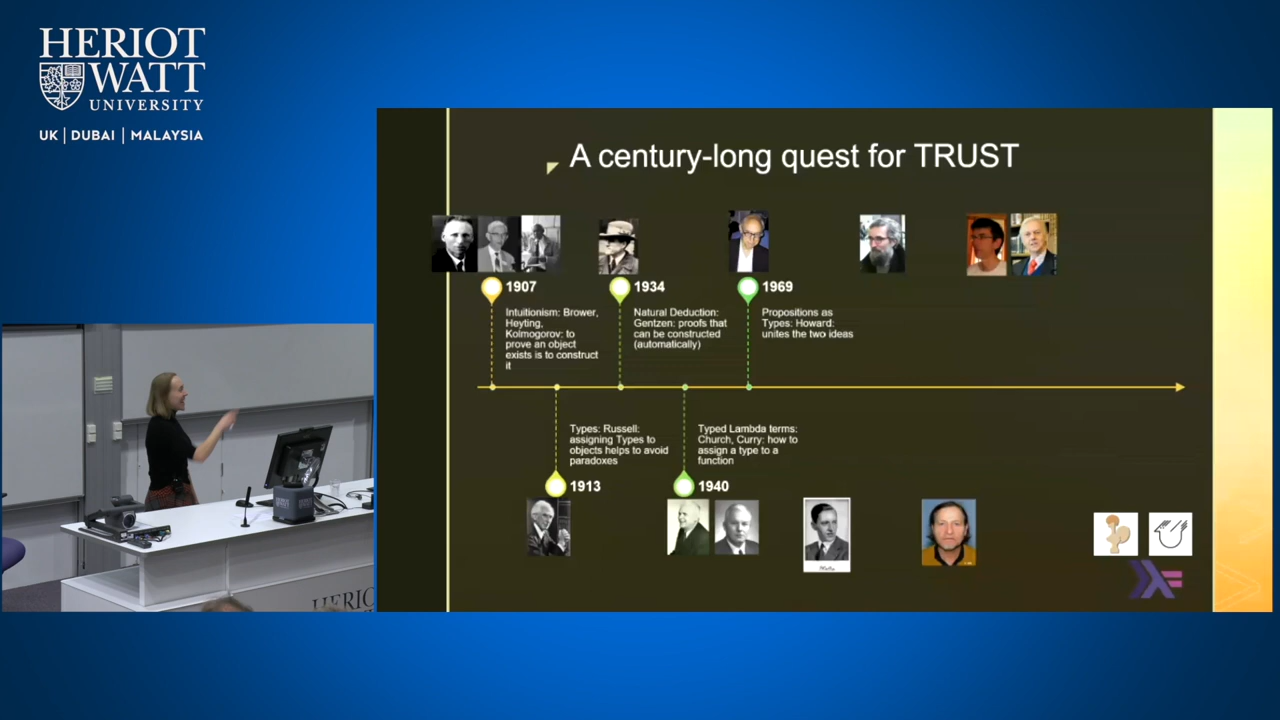 HERIOT
WATT
UNIVERSITY
UK | DUBAI | MALAYSIA
A century-long quest for TRUST
1907
Intuitionism: Brower,
Heyting,
Kolmogorov: to
prove an object
exists is to construct
it
1934
Natural Deduction:
Gentzen: proofs that
can be constructed
(automatically)
1969
Propositions as
Types: Howard:
unites the two ideas
Types: Russell:
assigning Types to
objects helps to avoid
paradoxes
1913
Typed Lambda terms:
Church, Curry: how to
assign a type to a
function
1940
HERIOT
WATT
HERIO